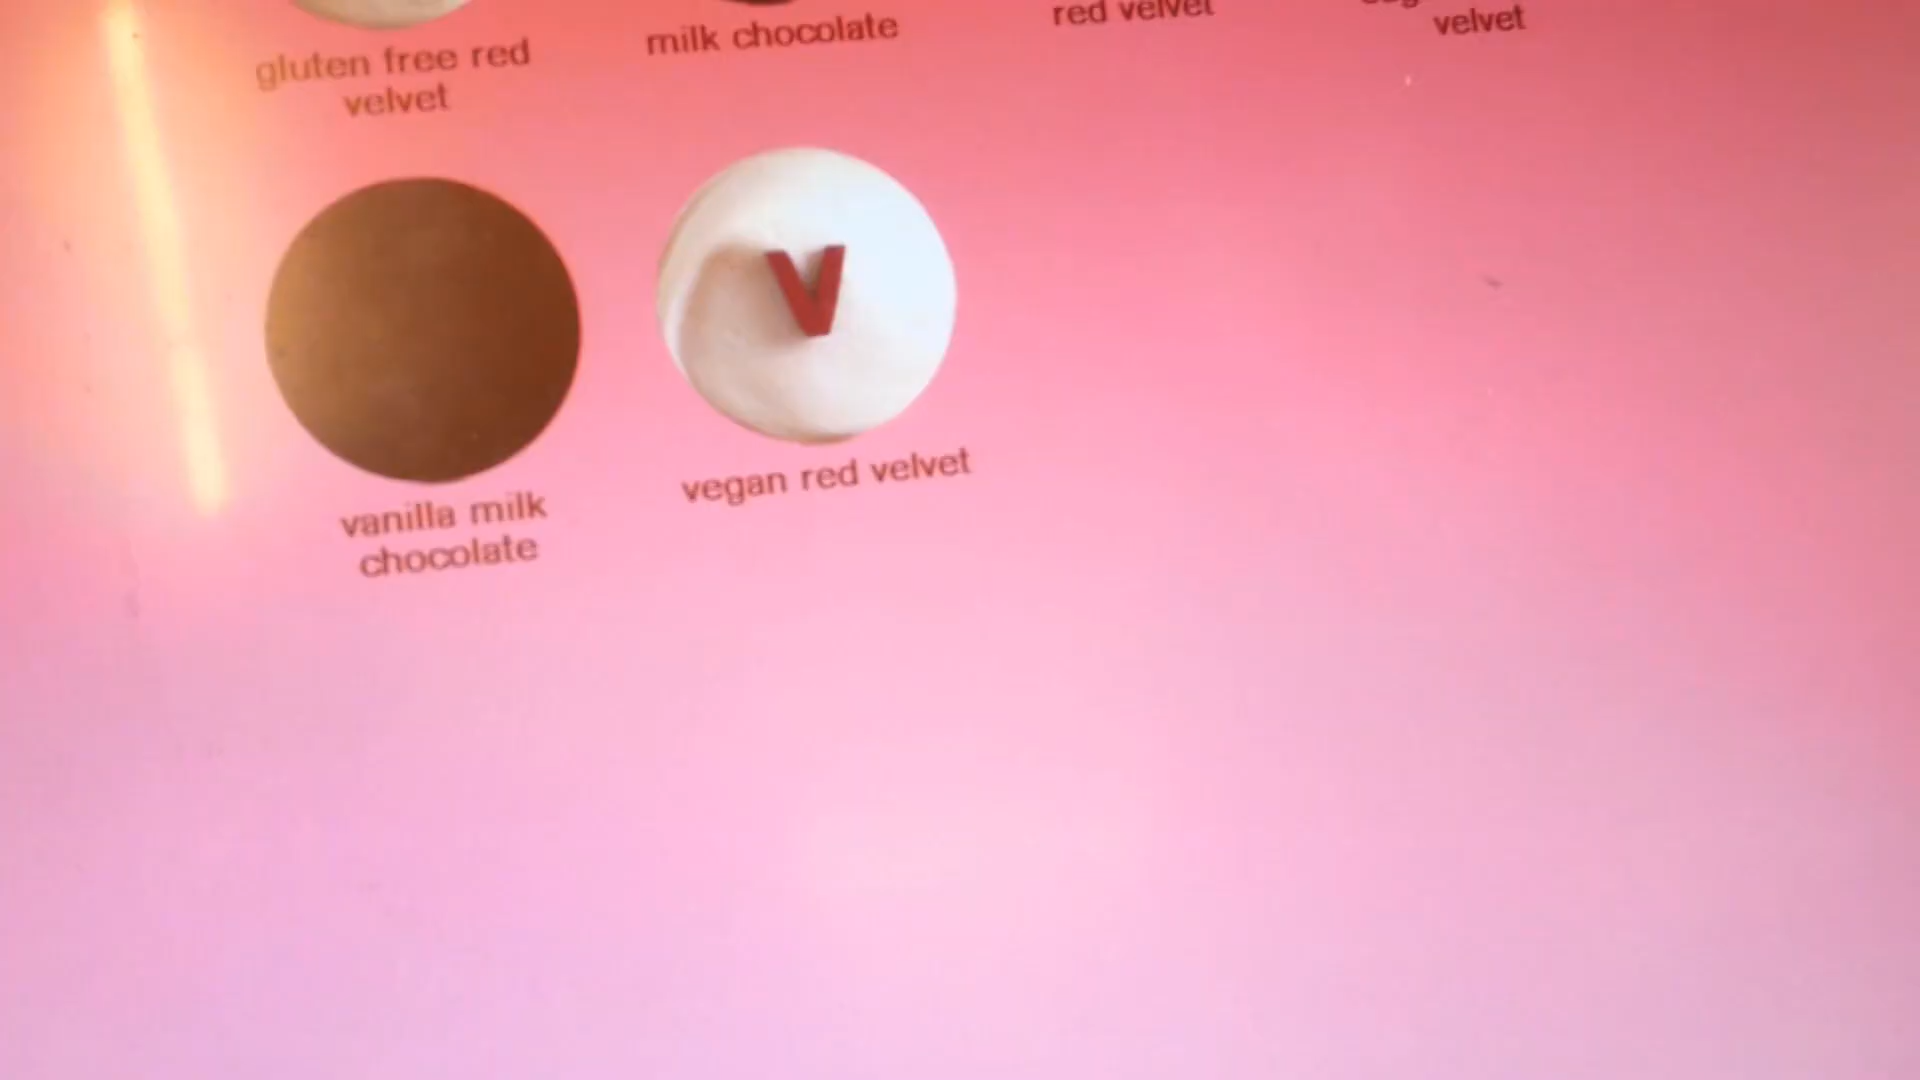 gluten free red
velvet
milk chocolate
red velvet
velvet
V
vanilla milk
chocolate
vegan red velvet